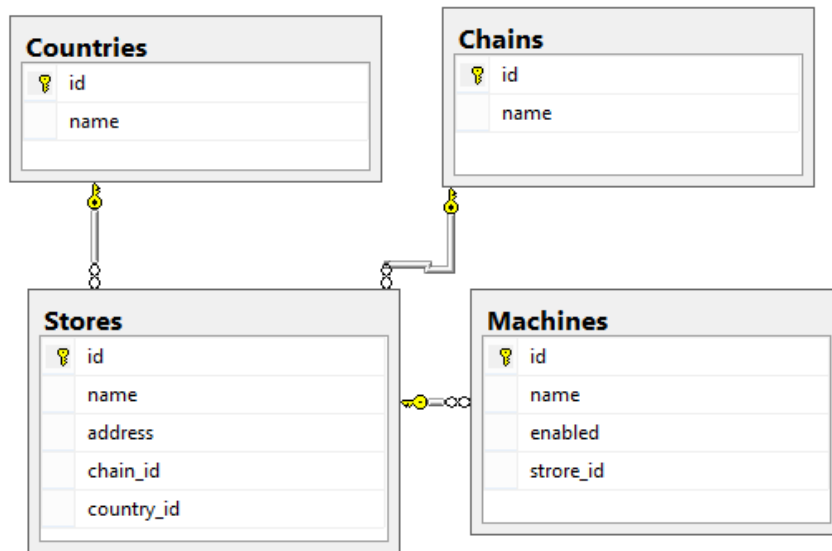 Countries
id
name
Chains
id
name
Stores
id
name
address
chain_id
country_id
Machines
id
name
enabled
strore_id